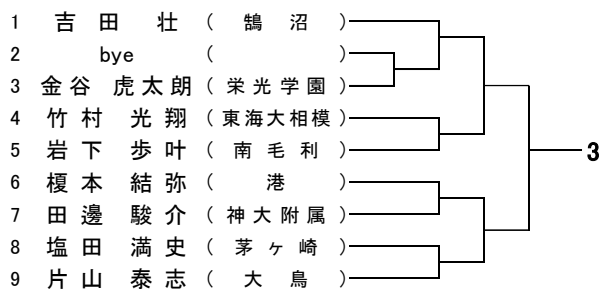 1 吉田 壮 ( 鵠沼 )
2 bye ( )
3 金谷 虎太朗 ( 栄光学園 )
4 竹村 光翔 ( 東海大相模 )
5 岩下 歩叶 ( 南毛利 )
6 榎本 結弥 ( 港 )
7 田邊 駿介 ( 神大附属 )
8 塩田 満史 ( 茅ヶ崎 )
9 片山 泰志 ( 大鳥 )
3